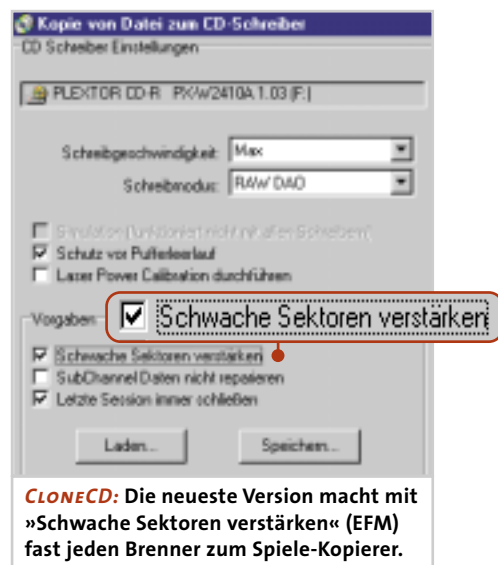 Kopie von Datei zum CD-Schreiber
CD Schreiber Einstellungen
PLEXTOR CD-R PX-W2410A 1.03 (F:)
Schreibgeschwindigkeit: Max
Schreibmodus: RAW DAO
Simulation (funktioniert nicht mit allen Schreibern)
Schutz vor Pufferleerlauf
Laser Power Calibration durchführen
Vorgaben
Schwache Sektoren verstärken
Schwache Sektoren verstärken
SubChannel Daten nicht reparieren
Letzte Session immer schließen
Laden...
Speichern...
CLONECD: Die neueste Version macht mit
»Schwache Sektoren verstärken« (EFM)
fast jeden Brenner zum Spiele-Kopierer.